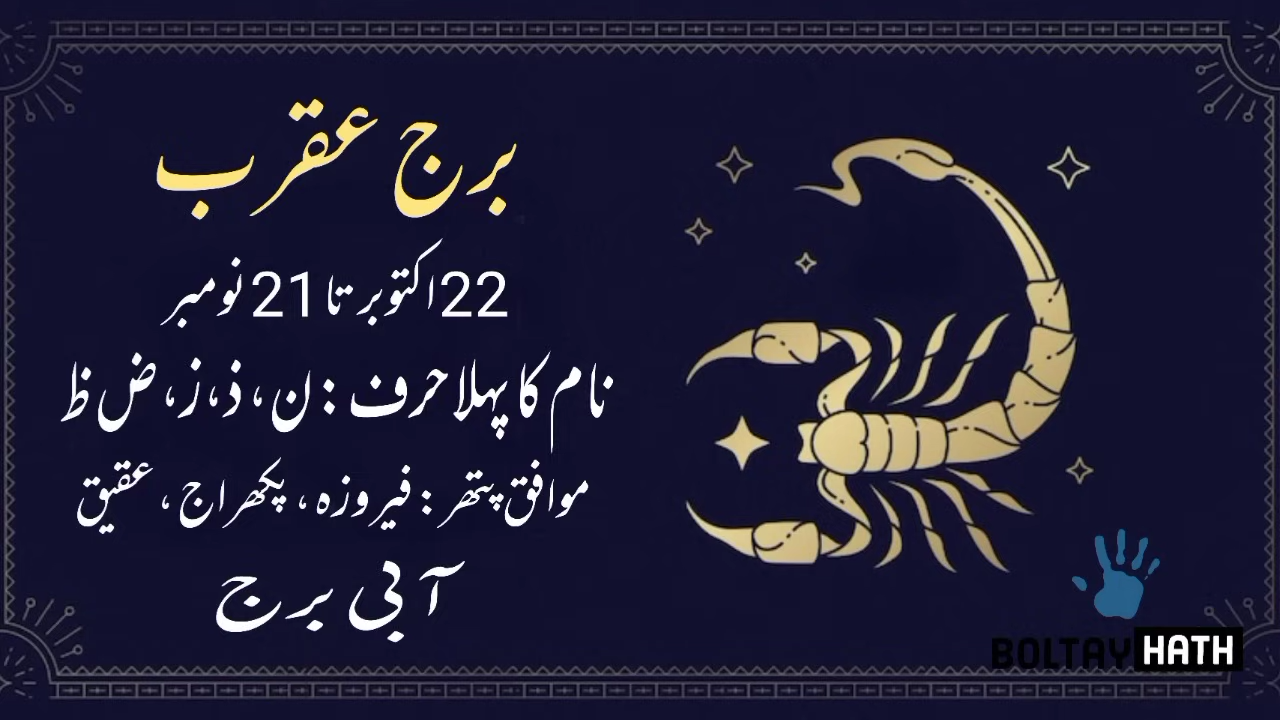 برج عقرب
22 اکتوبر تا 21 نومبر
نام کا پہلا حرف : ن ، ذ، ز، ض ظ
موافق پتھر : فیروزہ ، پکھراج ، عقیق
آبی برج
BOLTAY HATH